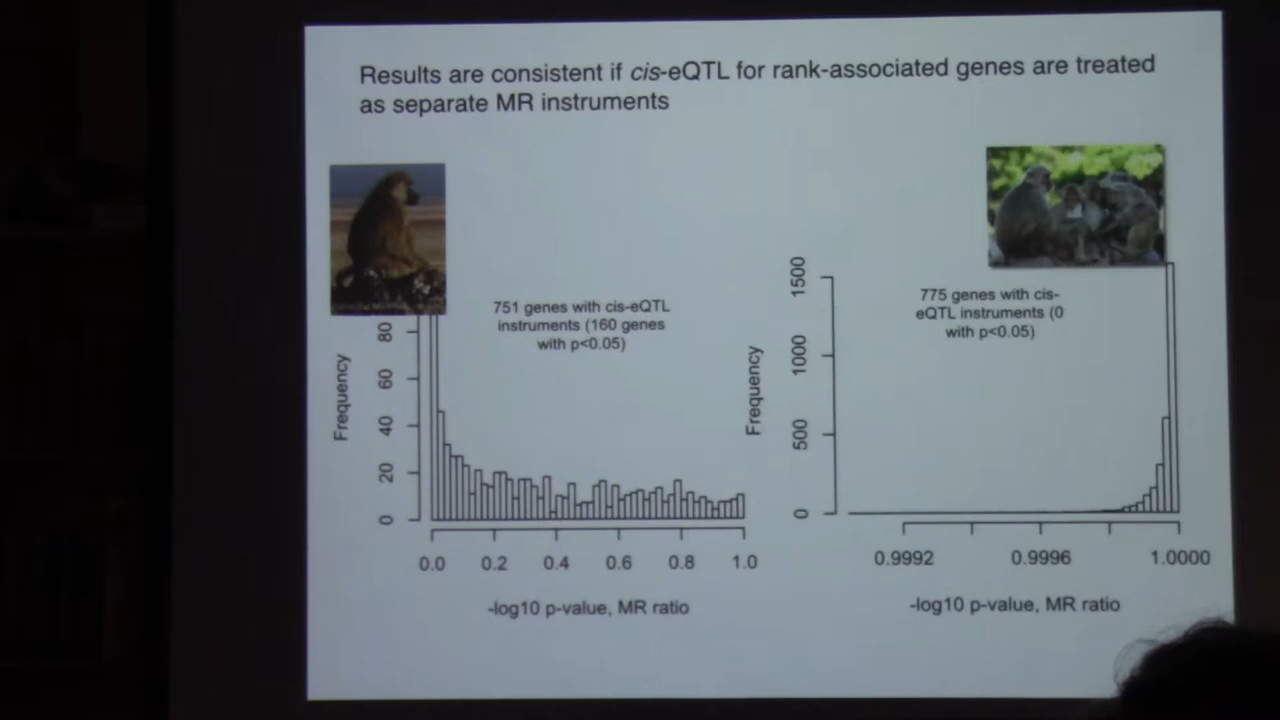 Results are consistent if cis-eQTL for rank-associated genes are treated
as separate MR instruments
751 genes with cis-eQTL
instruments (160 genes
with p<0.05)
Frequency
80
60
40
20
0
0.0 0.2 0.4 0.6 0.8 1.0
-log10 p-value, MR ratio
775 genes with cis-
eQTL instruments (0
with p<0.05)
Frequency
1500
1000
500
0
0.9992 0.9996 1.0000
-log10 p-value, MR ratio